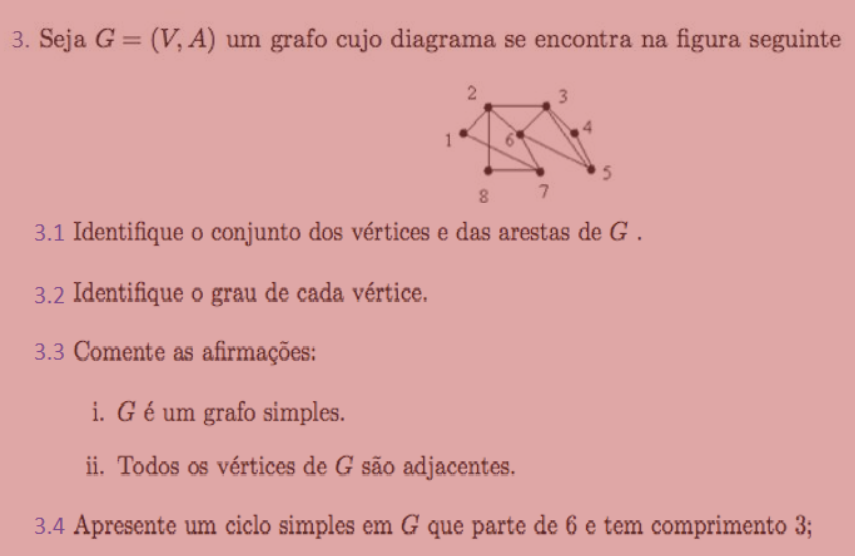 3. Seja G = (V, A) um grafo cujo diagrama se encontra na figura seguinte
2 3
1 6 4
5
8 7
3.1 Identifique o conjunto dos vértices e das arestas de G .
3.2 Identifique o grau de cada vértice.
3.3 Comente as afirmações:
i. G é um grafo simples.
ii. Todos os vértices de G são adjacentes.
3.4 Apresente um ciclo simples em G que parte de 6 e tem comprimento 3;